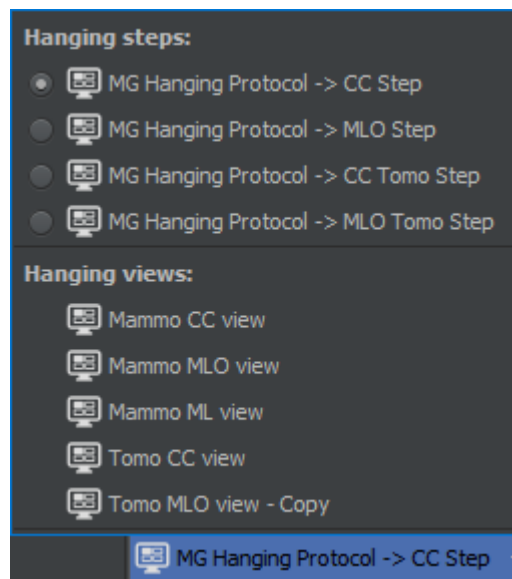 Hanging steps:
MG Hanging Protocol -> CC Step
MG Hanging Protocol -> MLO Step
MG Hanging Protocol -> CC Tomo Step
MG Hanging Protocol -> MLO Tomo Step
Hanging views:
Mammo CC view
Mammo MLO view
Mammo ML view
Tomo CC view
Tomo MLO view - Copy
MG Hanging Protocol -> CC Step